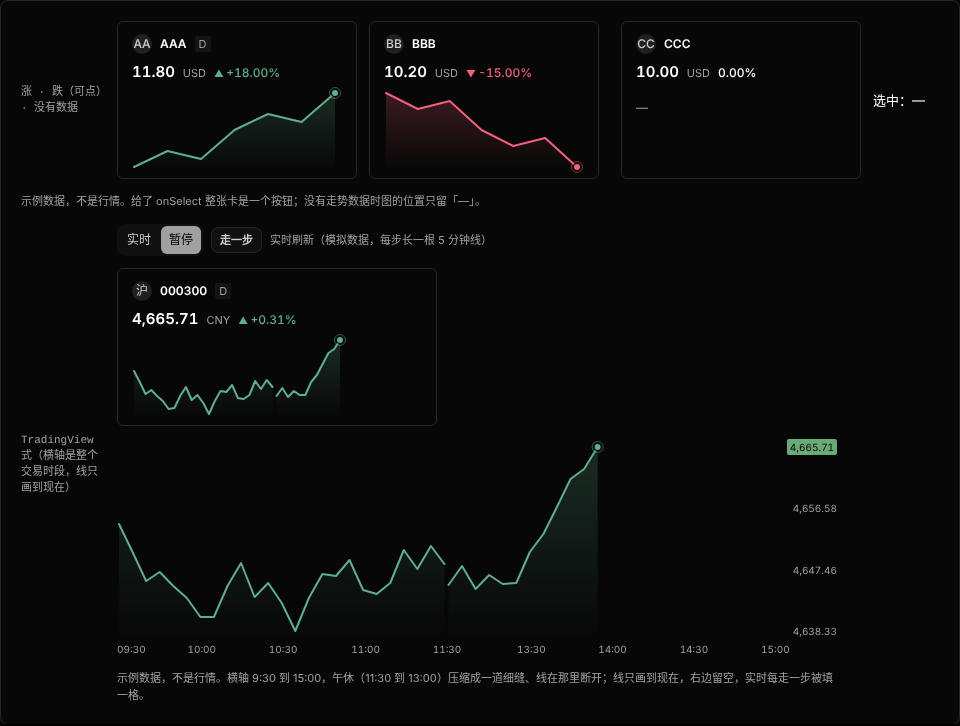 涨 · 跌（可点）
· 没有数据
AA AAA D
11.80 USD ▲+18.00%
BB BBB
10.20 USD ▼-15.00%
CC CCC
10.00 USD 0.00%
—
选中：—
示例数据，不是行情。给了 onSelect 整张卡是一个按钮；没有走势数据时图的位置只留「—」。
实时 暂停 走一步 实时刷新（模拟数据，每步长一根 5 分钟线）
沪 000300 D
4,665.71 CNY ▲+0.31%
TradingView
式（横轴是整个
交易时段，线只
画到现在）
4,665.71
4,656.58
4,647.46
4,638.33
09:30 10:00 10:30 11:00 11:30 13:30 14:00 14:30 15:00
示例数据，不是行情。横轴 9:30 到 15:00，午休（11:30 到 13:00）压缩成一道细缝、线在那里断开；线只画到现在，右边留空，实时每走一步被填
一格。